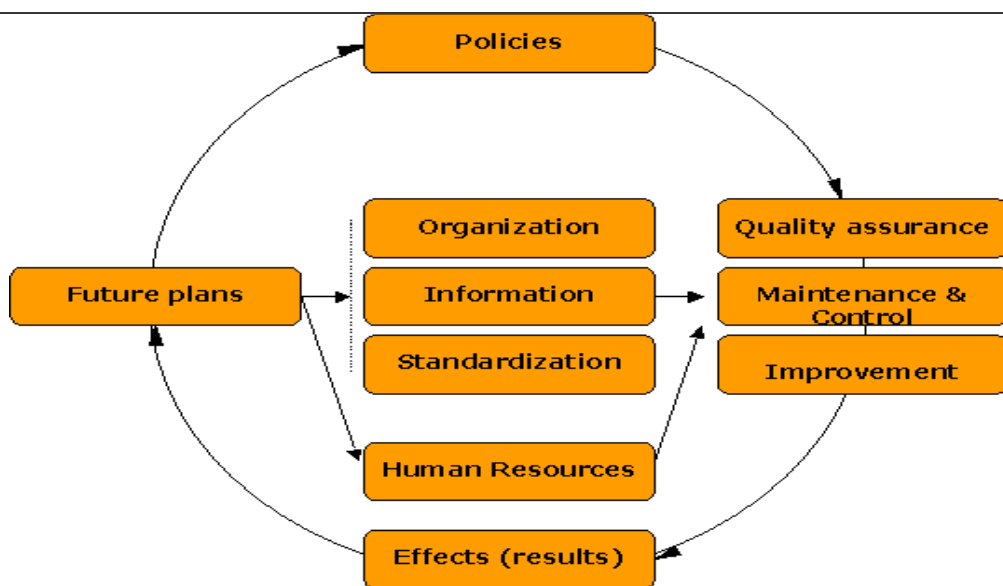 Policies
Organization
Quality assurance
Future plans
Information
Maintenance &
Control
Standardization
Improvement
Human Resources
Effects (results)